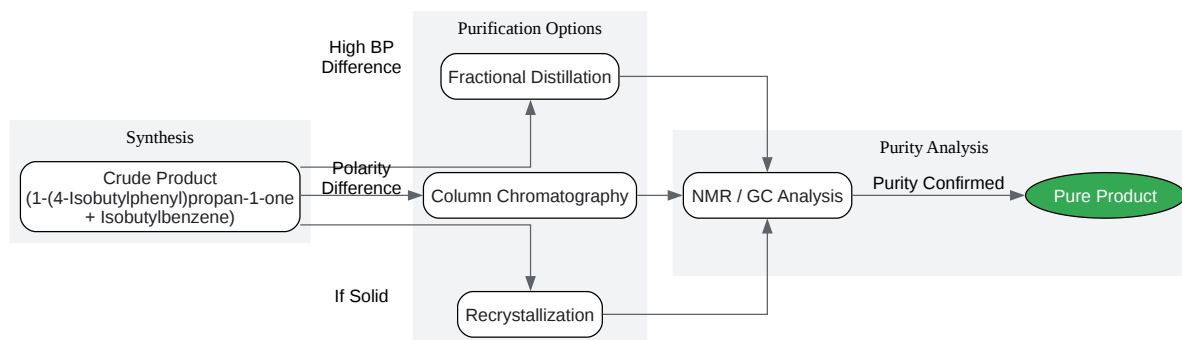 Synthesis
Crude Product
(1-(4-Isobutylphenyl)propan-1-one
+ Isobutylbenzene)
High BP
Difference
Polarity
Difference
If Solid
Purification Options
Fractional Distillation
Column Chromatography
Recrystallization
Purity Analysis
NMR / GC Analysis
Purity Confirmed
Pure Product